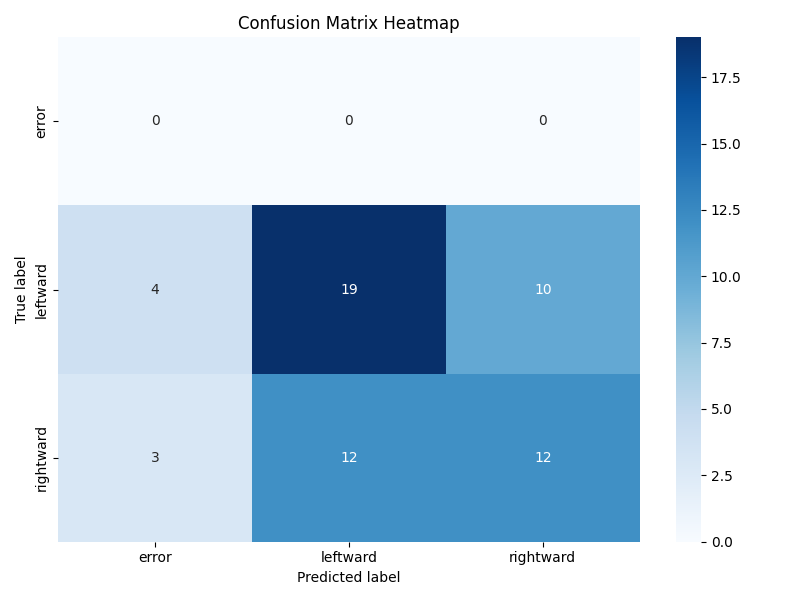 Confusion Matrix Heatmap
True label
error
0 0 0
leftward
4 19 10
rightward
3 12 12
error leftward rightward
Predicted label
17.5
15.0
12.5
10.0
7.5
5.0
2.5
0.0